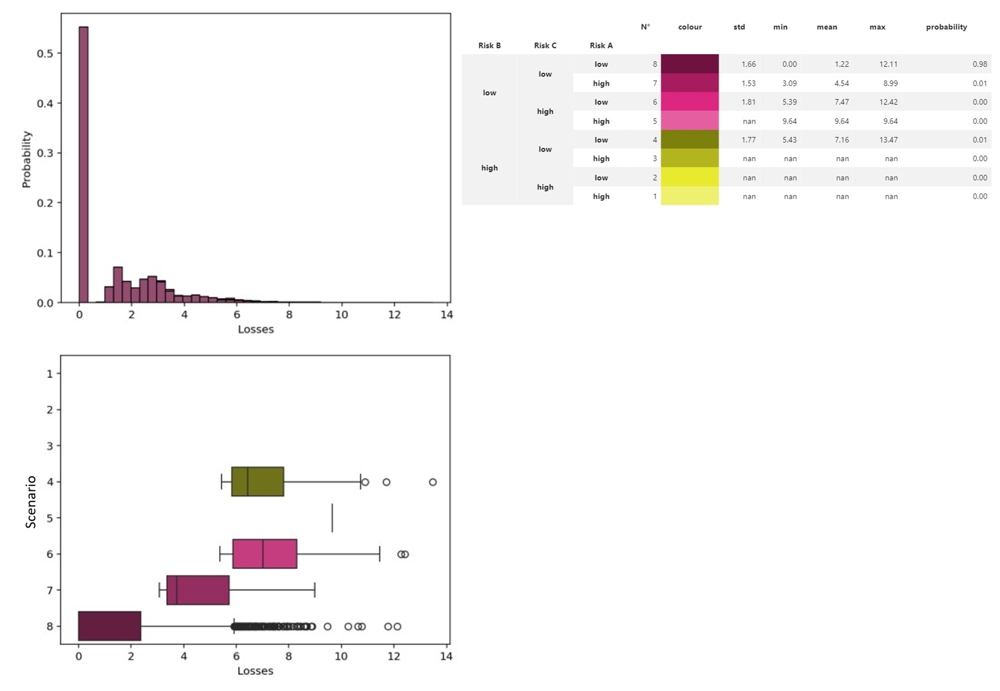 0.5
0.4
0.3
0.2
0.1
0.0
Probability
0 2 4 6 8 10 12 14
Losses
N° colour std min mean max probability
Risk B Risk C Risk A
low low low 8 1.66 0.00 1.22 12.11 0.98
high 7 1.53 3.09 4.54 8.99 0.01
high low 6 1.81 5.39 7.47 12.42 0.00
high 5 nan 9.64 9.64 9.64 0.00
high low low 4 1.77 5.43 7.16 13.47 0.01
high 3 nan nan nan nan 0.00
high low 2 nan nan nan nan 0.00
high 1 nan nan nan nan 0.00
1
2
3
4
5
6
7
8
Scenario
0 2 4 6 8 10 12 14
Losses